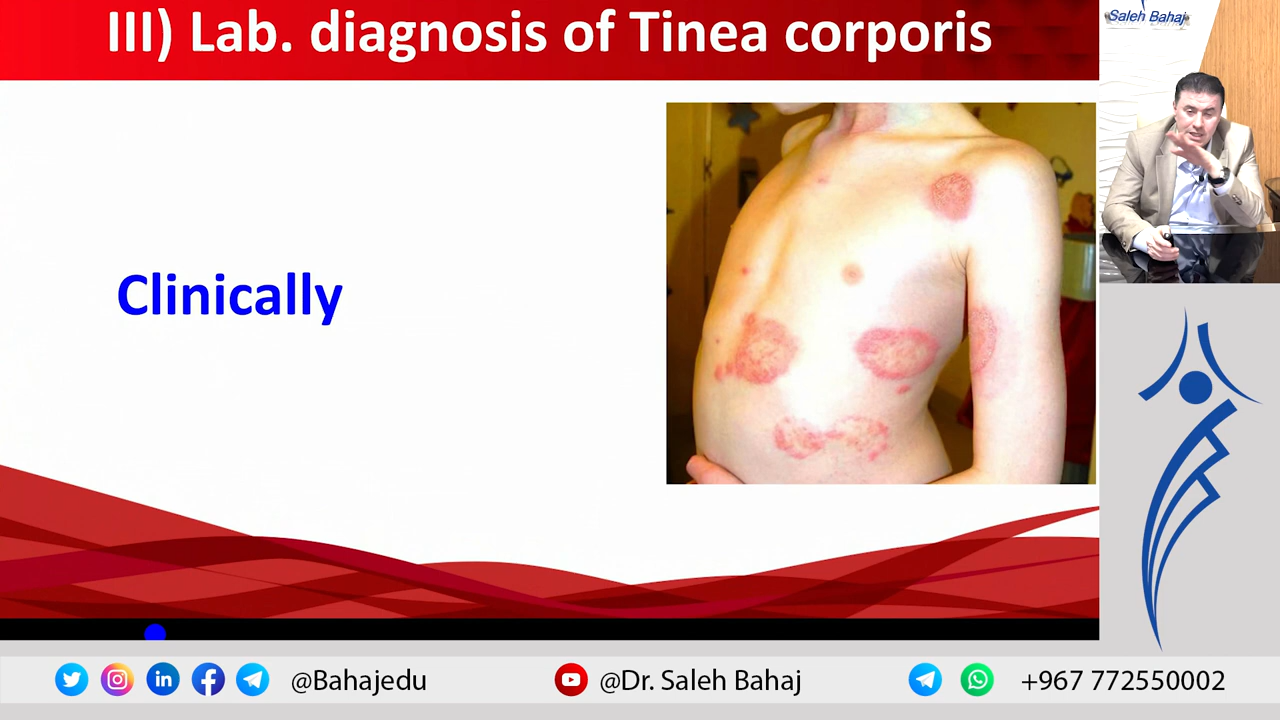 III) Lab. diagnosis of Tinea corporis
Saleh Bahaj
Clinically
@Bahajedu
@Dr. Saleh Bahaj
+967 772550002